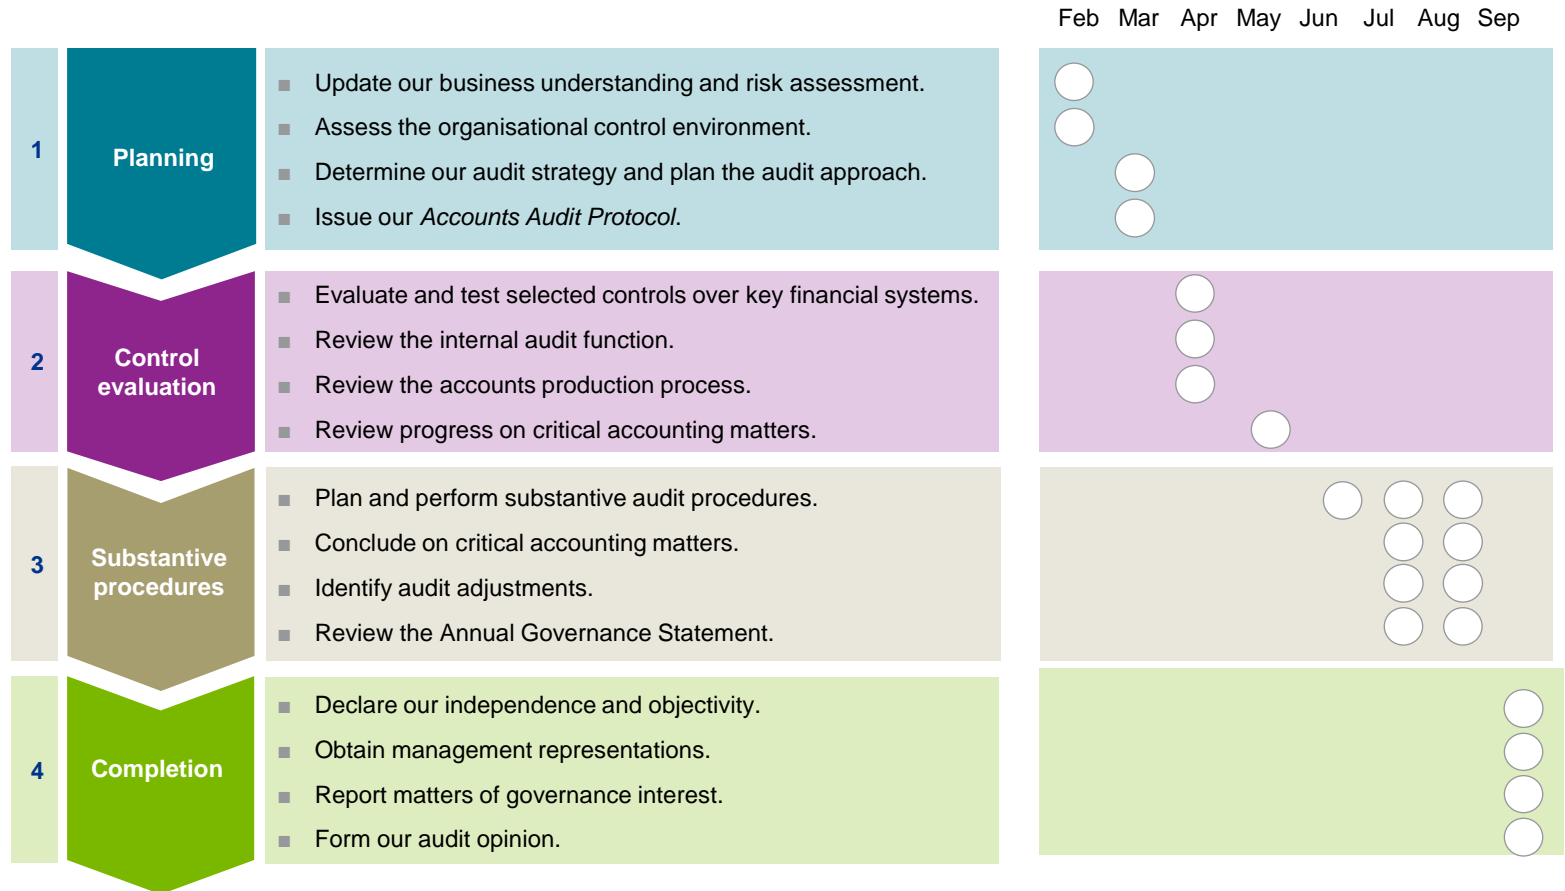 Feb Mar Apr May Jun Jul Aug Sep
1
Planning
■ Update our business understanding and risk assessment.
■ Assess the organisational control environment.
■ Determine our audit strategy and plan the audit approach.
■ Issue our Accounts Audit Protocol.
2
Control
evaluation
■ Evaluate and test selected controls over key financial systems.
■ Review the internal audit function.
■ Review the accounts production process.
■ Review progress on critical accounting matters.
3
Substantive
procedures
■ Plan and perform substantive audit procedures.
■ Conclude on critical accounting matters.
■ Identify audit adjustments.
■ Review the Annual Governance Statement.
4
Completion
■ Declare our independence and objectivity.
■ Obtain management representations.
■ Report matters of governance interest.
■ Form our audit opinion.